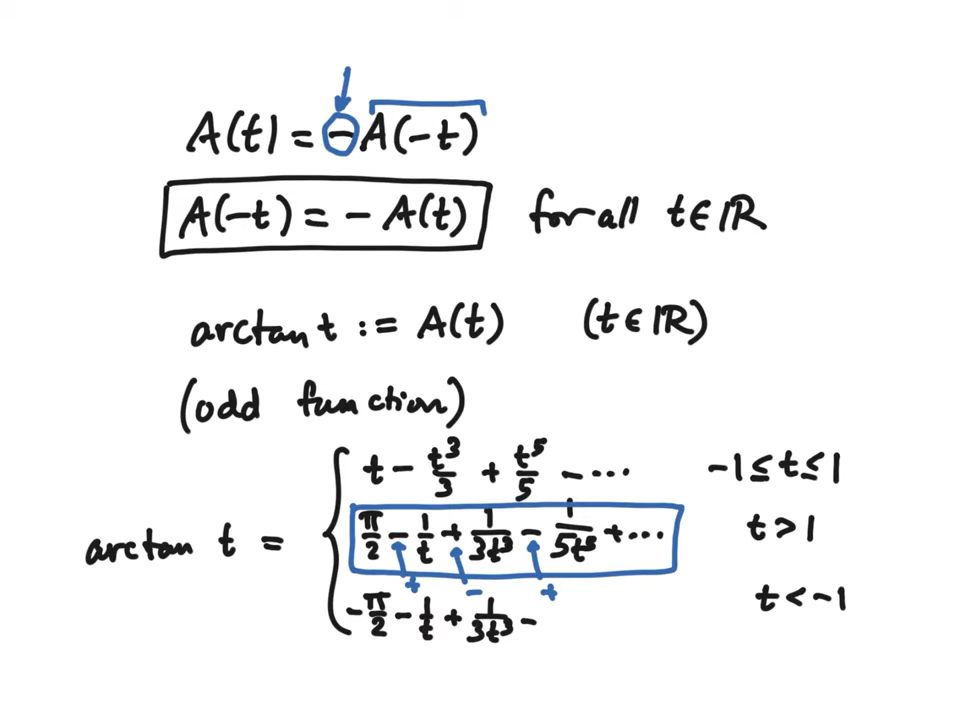 A(t) = -A(-t)
A(-t) = - A(t) for all t∈ℝ
arctan t := A(t) (t∈ℝ)
(odd function)
t - t³/3 + t⁵/5 - ... -1≤t≤1
arctan t = { π/2 - 1/t + 1/3t³ - 1/5t⁵ + ... t>1
+ - +
-π/2 - 1/t + 1/3t³ - t<-1